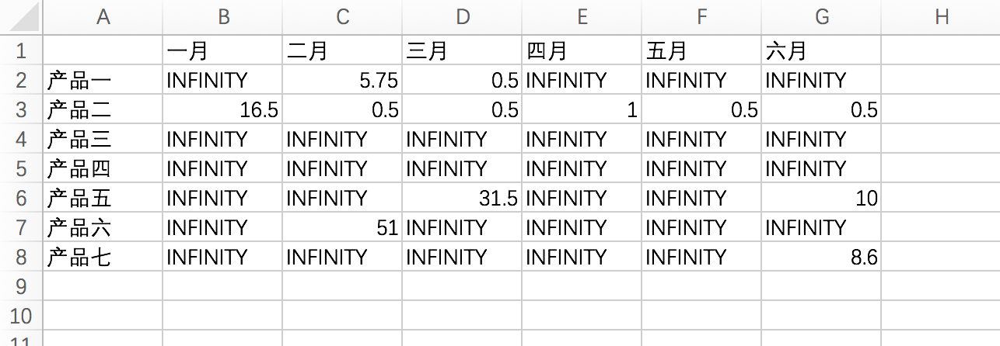 A B C D E F G H
1 一月 二月 三月 四月 五月 六月
2 产品一 INFINITY 5.75 0.5 INFINITY INFINITY INFINITY
3 产品二 16.5 0.5 0.5 1 0.5 0.5
4 产品三 INFINITY INFINITY INFINITY INFINITY INFINITY INFINITY
5 产品四 INFINITY INFINITY INFINITY INFINITY INFINITY INFINITY
6 产品五 INFINITY INFINITY 31.5 INFINITY INFINITY 10
7 产品六 INFINITY 51 INFINITY INFINITY INFINITY INFINITY
8 产品七 INFINITY INFINITY INFINITY INFINITY INFINITY 8.6
9
10
11